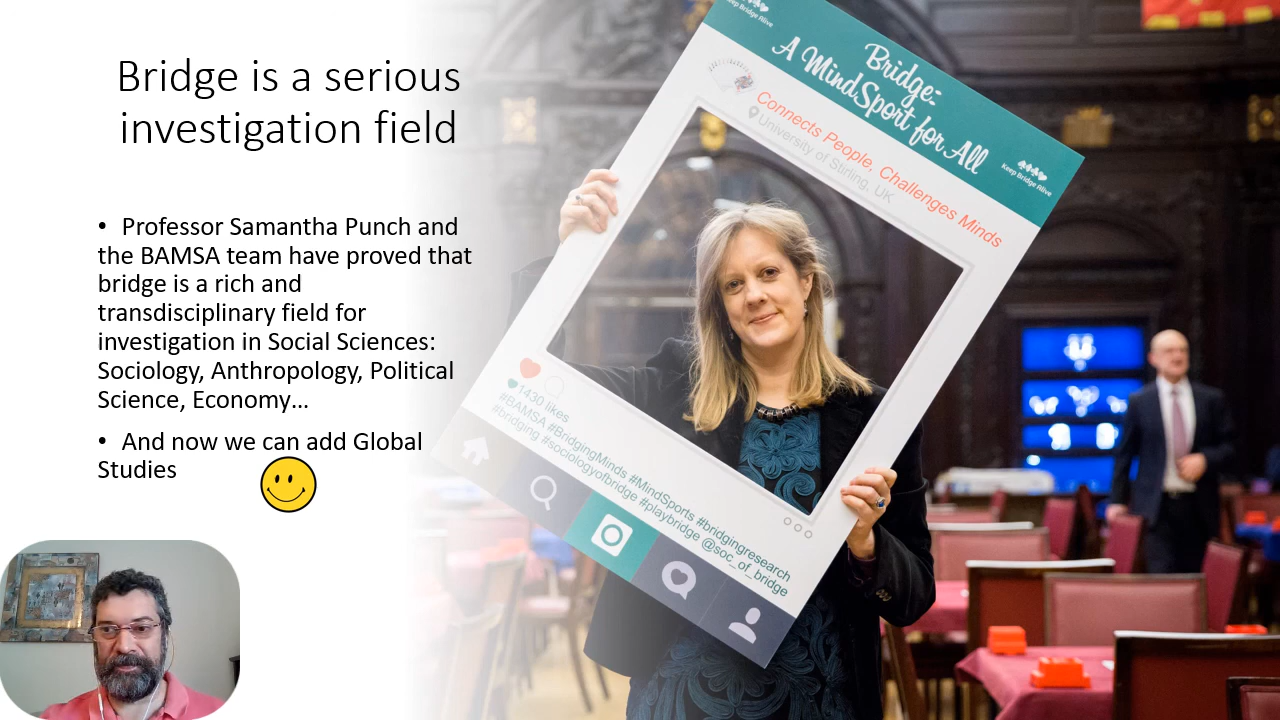 Bridge is a serious
investigation field
• Professor Samantha Punch and
the BAMSA team have proved that
bridge is a rich and
transdisciplinary field for
investigation in Social Sciences:
Sociology, Anthropology, Political
Science, Economy…
• And now we can add Global
Studies
Keep Bridge Alive
Bridge:
A MindSport for All
Keep Bridge Alive
Connects People, Challenges Minds
University of Stirling, UK
1430 likes
#BAMSA #BridgingMinds #MindSports #bridgingresearch
#bridging #sociologyofbridge #playbridge @soc_of_bridge